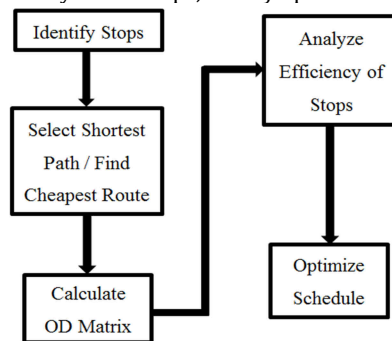 Identify Stops
Select Shortest
Path / Find
Cheapest Route
Calculate
OD Matrix
Analyze
Efficiency of
Stops
Optimize
Schedule